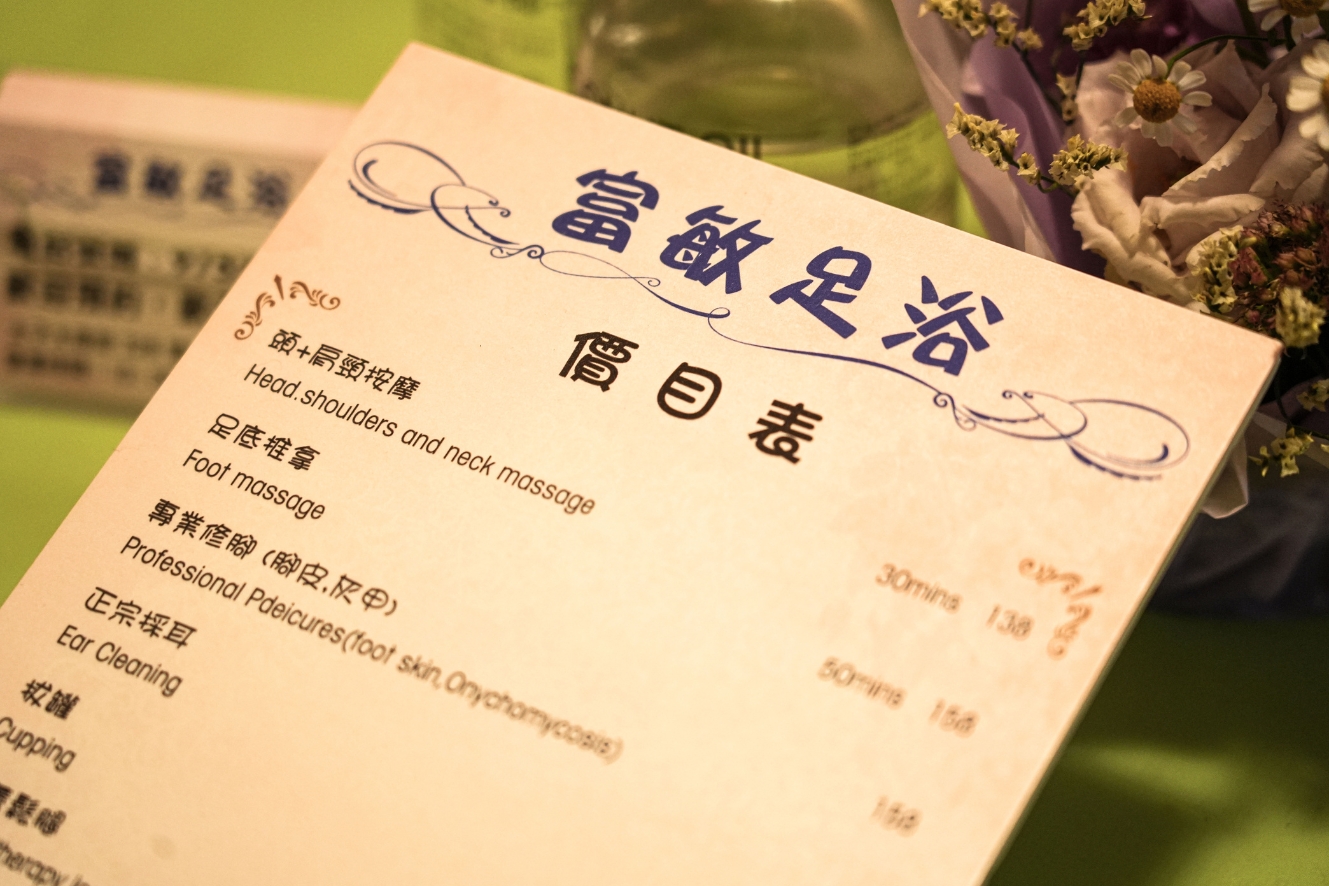 富敏足浴
價目表
頭+肩頸按摩
Head.shoulders and neck massage
30mins 138
足底推拿
Foot massage
50mins 168
專業修腳（腳皮,灰甲）
Professional Pdeicures(foot skin,Onychomycosis)
168
正宗採耳
Ear Cleaning
拔罐
Cupping
富敏足浴